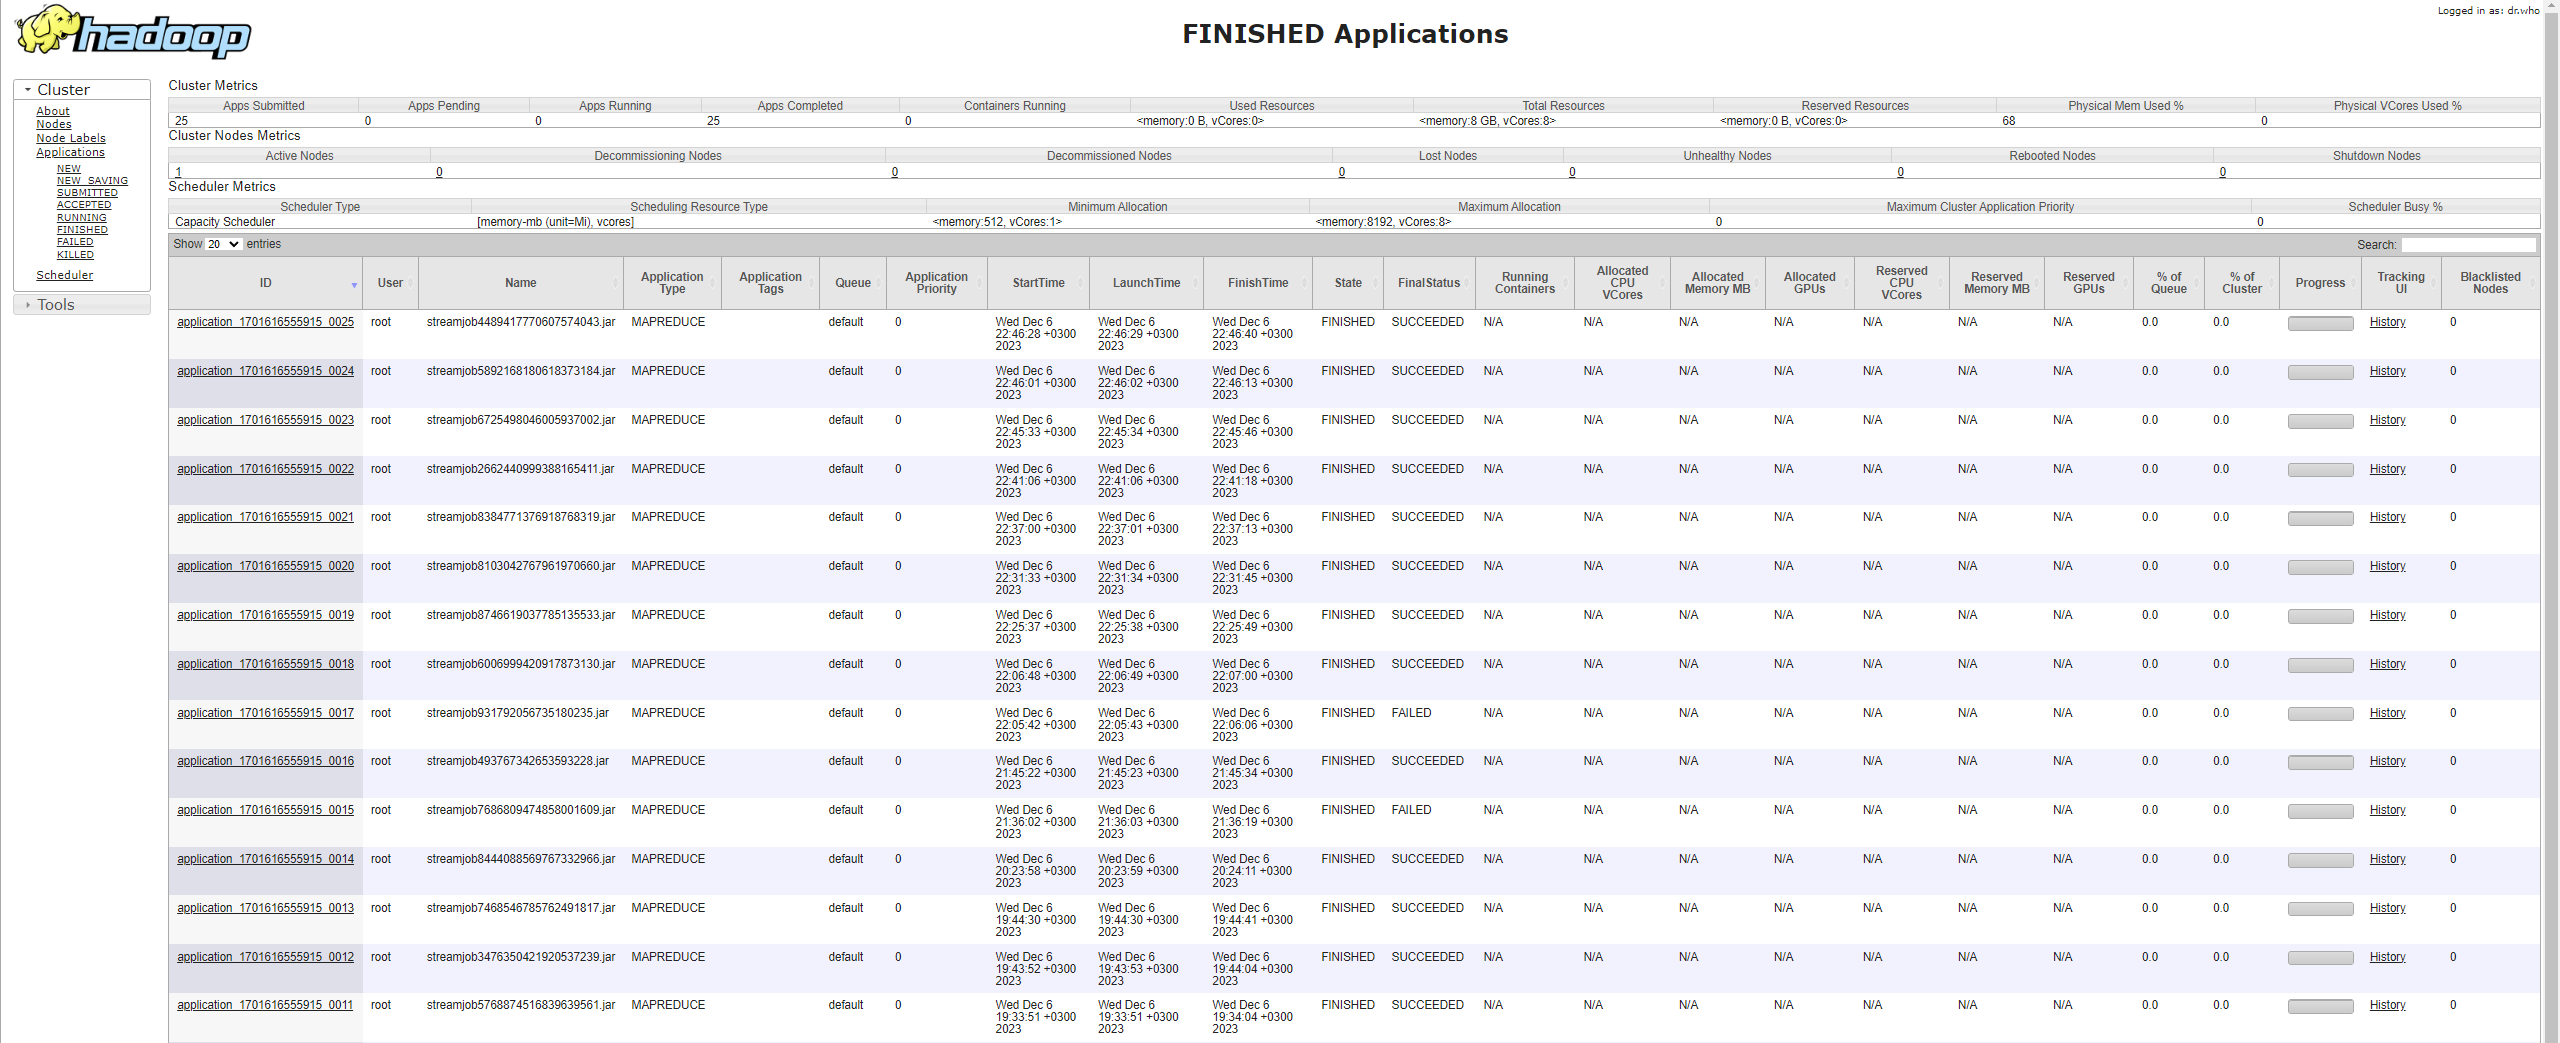 hadoop
FINISHED Applications
Logged in as: dr.who
Cluster
About
Nodes
Node Labels
Applications
NEW
NEW_SAVING
SUBMITTED
ACCEPTED
RUNNING
FINISHED
FAILED
KILLED
Scheduler
Tools
Cluster Metrics
Apps Submitted Apps Pending Apps Running Apps Completed Containers Running Used Resources Total Resources Reserved Resources Physical Mem Used % Physical VCores Used %
25 0 0 25 0 <memory:0 B, vCores:0> <memory:8 GB, vCores:8> <memory:0 B, vCores:0> 68 0
Cluster Nodes Metrics
Active Nodes Decommissioning Nodes Decommissioned Nodes Lost Nodes Unhealthy Nodes Rebooted Nodes Shutdown Nodes
1 0 0 0 0 0 0
Scheduler Metrics
Scheduler Type Scheduling Resource Type Minimum Allocation Maximum Allocation Maximum Cluster Application Priority Scheduler Busy %
Capacity Scheduler [memory-mb (unit=Mi), vcores] <memory:512, vCores:1> <memory:8192, vCores:8> 0 0
Show 20 entries Search:
ID User Name Application Type Application Tags Queue Application Priority StartTime LaunchTime FinishTime State FinalStatus Running Containers Allocated CPU VCores Allocated Memory MB Allocated GPUs Reserved CPU VCores Reserved Memory MB Reserved GPUs % of Queue % of Cluster Progress Tracking UI Blacklisted Nodes
application_1701616555915_0025 root streamjob4489417770607574043.jar MAPREDUCE default 0 Wed Dec 6 22:46:28 +0300 2023 Wed Dec 6 22:46:29 +0300 2023 Wed Dec 6 22:46:40 +0300 2023 FINISHED SUCCEEDED N/A N/A N/A N/A N/A N/A N/A 0.0 0.0 History 0
application_1701616555915_0024 root streamjob5892168180618373184.jar MAPREDUCE default 0 Wed Dec 6 22:46:01 +0300 2023 Wed Dec 6 22:46:02 +0300 2023 Wed Dec 6 22:46:13 +0300 2023 FINISHED SUCCEEDED N/A N/A N/A N/A N/A N/A N/A 0.0 0.0 History 0
application_1701616555915_0023 root streamjob6725498046005937002.jar MAPREDUCE default 0 Wed Dec 6 22:45:33 +0300 2023 Wed Dec 6 22:45:34 +0300 2023 Wed Dec 6 22:45:46 +0300 2023 FINISHED SUCCEEDED N/A N/A N/A N/A N/A N/A N/A 0.0 0.0 History 0
application_1701616555915_0022 root streamjob2662440999388165411.jar MAPREDUCE default 0 Wed Dec 6 22:41:06 +0300 2023 Wed Dec 6 22:41:06 +0300 2023 Wed Dec 6 22:41:18 +0300 2023 FINISHED SUCCEEDED N/A N/A N/A N/A N/A N/A N/A 0.0 0.0 History 0
application_1701616555915_0021 root streamjob8384771376918768319.jar MAPREDUCE default 0 Wed Dec 6 22:37:00 +0300 2023 Wed Dec 6 22:37:01 +0300 2023 Wed Dec 6 22:37:13 +0300 2023 FINISHED SUCCEEDED N/A N/A N/A N/A N/A N/A N/A 0.0 0.0 History 0
application_1701616555915_0020 root streamjob8103042767961970660.jar MAPREDUCE default 0 Wed Dec 6 22:31:33 +0300 2023 Wed Dec 6 22:31:34 +0300 2023 Wed Dec 6 22:31:45 +0300 2023 FINISHED SUCCEEDED N/A N/A N/A N/A N/A N/A N/A 0.0 0.0 History 0
application_1701616555915_0019 root streamjob8746619037785135533.jar MAPREDUCE default 0 Wed Dec 6 22:25:37 +0300 2023 Wed Dec 6 22:25:38 +0300 2023 Wed Dec 6 22:25:49 +0300 2023 FINISHED SUCCEEDED N/A N/A N/A N/A N/A N/A N/A 0.0 0.0 History 0
application_1701616555915_0018 root streamjob6006999420917873130.jar MAPREDUCE default 0 Wed Dec 6 22:06:48 +0300 2023 Wed Dec 6 22:06:49 +0300 2023 Wed Dec 6 22:07:00 +0300 2023 FINISHED SUCCEEDED N/A N/A N/A N/A N/A N/A N/A 0.0 0.0 History 0
application_1701616555915_0017 root streamjob931792056735180235.jar MAPREDUCE default 0 Wed Dec 6 22:05:42 +0300 2023 Wed Dec 6 22:05:43 +0300 2023 Wed Dec 6 22:06:06 +0300 2023 FINISHED FAILED N/A N/A N/A N/A N/A N/A N/A 0.0 0.0 History 0
application_1701616555915_0016 root streamjob493767342653593228.jar MAPREDUCE default 0 Wed Dec 6 21:45:22 +0300 2023 Wed Dec 6 21:45:23 +0300 2023 Wed Dec 6 21:45:34 +0300 2023 FINISHED SUCCEEDED N/A N/A N/A N/A N/A N/A N/A 0.0 0.0 History 0
application_1701616555915_0015 root streamjob7686809474858001609.jar MAPREDUCE default 0 Wed Dec 6 21:36:02 +0300 2023 Wed Dec 6 21:36:03 +0300 2023 Wed Dec 6 21:36:19 +0300 2023 FINISHED FAILED N/A N/A N/A N/A N/A N/A N/A 0.0 0.0 History 0
application_1701616555915_0014 root streamjob8444088569767332966.jar MAPREDUCE default 0 Wed Dec 6 20:23:58 +0300 2023 Wed Dec 6 20:23:59 +0300 2023 Wed Dec 6 20:24:11 +0300 2023 FINISHED SUCCEEDED N/A N/A N/A N/A N/A N/A N/A 0.0 0.0 History 0
application_1701616555915_0013 root streamjob7468546785762491817.jar MAPREDUCE default 0 Wed Dec 6 19:44:30 +0300 2023 Wed Dec 6 19:44:30 +0300 2023 Wed Dec 6 19:44:41 +0300 2023 FINISHED SUCCEEDED N/A N/A N/A N/A N/A N/A N/A 0.0 0.0 History 0
application_1701616555915_0012 root streamjob3476350421920537239.jar MAPREDUCE default 0 Wed Dec 6 19:43:52 +0300 2023 Wed Dec 6 19:43:53 +0300 2023 Wed Dec 6 19:44:04 +0300 2023 FINISHED SUCCEEDED N/A N/A N/A N/A N/A N/A N/A 0.0 0.0 History 0
application_1701616555915_0011 root streamjob5768874516839639561.jar MAPREDUCE default 0 Wed Dec 6 19:33:51 +0300 2023 Wed Dec 6 19:33:51 +0300 2023 Wed Dec 6 19:34:04 +0300 2023 FINISHED SUCCEEDED N/A N/A N/A N/A N/A N/A N/A 0.0 0.0 History 0